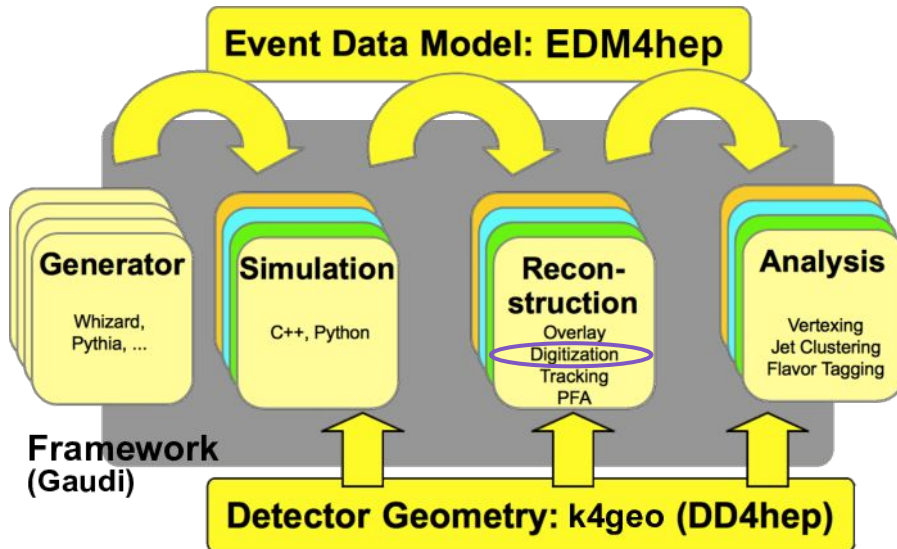 Event Data Model: EDM4hep
Generator
Whizard,
Pythia, ...
Simulation
C++, Python
Recon-
struction
Overlay
Digitization
Tracking
PFA
Analysis
Vertexing
Jet Clustering
Flavor Tagging
Framework
(Gaudi)
Detector Geometry: k4geo (DD4hep)